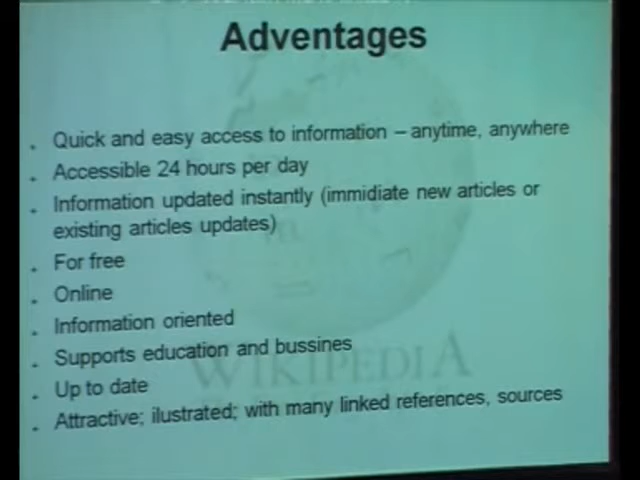 Adventages
. Quick and easy access to information – anytime, anywhere
. Accessible 24 hours per day
. Information updated instantly (immidiate new articles or
existing articles updates)
. For free
. Online
. Information oriented
. Supports education and bussines
. Up to date
. Attractive; ilustrated; with many linked references, sources
WIKIPEDIA